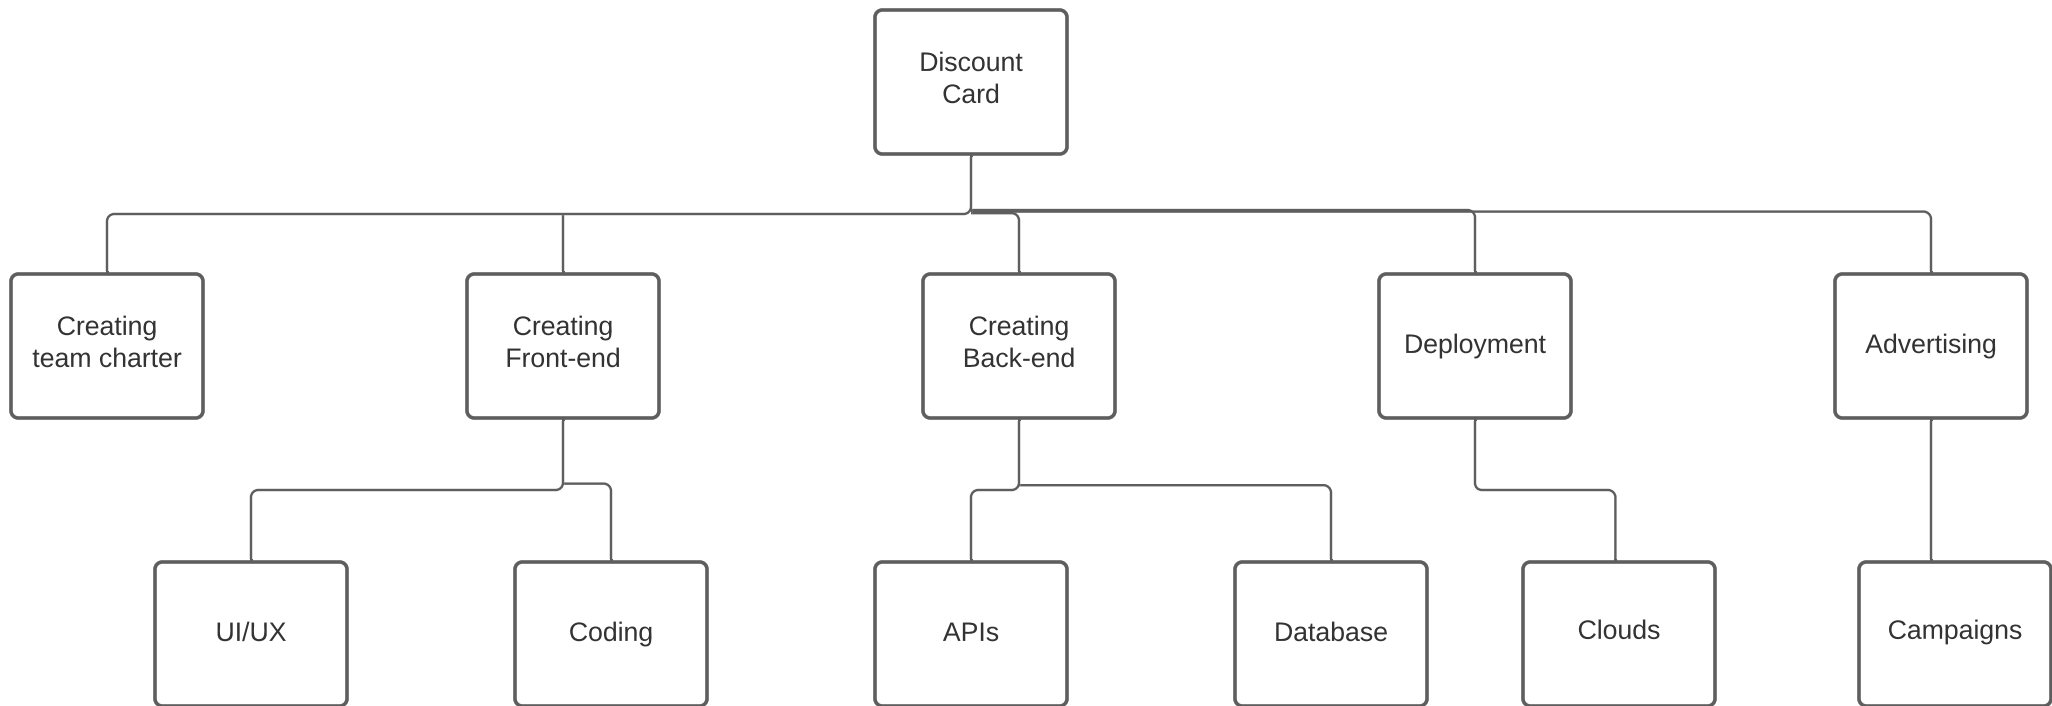 Discount
Card
Creating
team charter
Creating
Front-end
Creating
Back-end
Deployment
Advertising
UI/UX
Coding
APIs
Database
Clouds
Campaigns